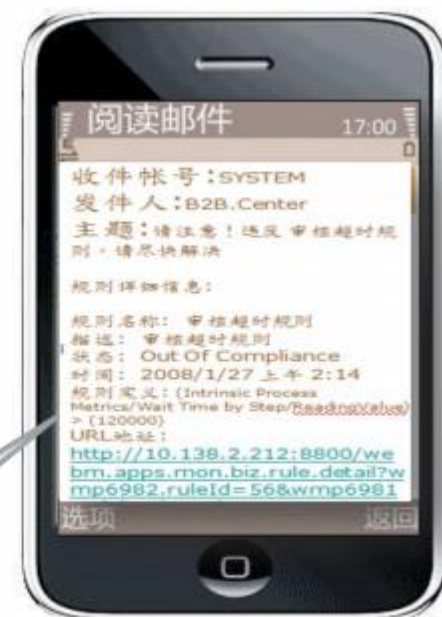 阅读邮件 17:00
收件帐号:SYSTEM
发件人:B2B.Center
主题:请注意!违反 审核超时规
则,请尽快解决
规则详细信息:
规则名称: 审核超时规则
描述: 审核超时规则
状态: Out Of Compliance
时间: 2008/1/27 上午 2:14
规则定义:(Intrinsic Process
Metrics/Wait Time by Step/ReadingValue)
> (120000)
URL地址:
http://10.138.2.212:8800/we
bm.apps.mon.biz.rule.detail?w
mp6982.ruleId=56&wmp6981
选项 返回